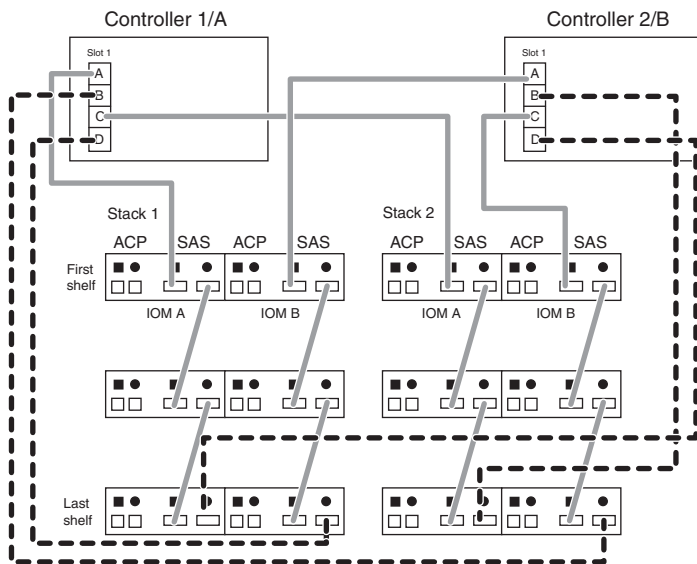 Controller 1/A
Controller 2/B
Slot 1
A
B
C
D
Slot 1
A
B
C
D
Stack 1
Stack 2
ACP SAS ACP SAS
ACP SAS ACP SAS
First
shelf
IOM A IOM B
IOM A IOM B
Last
shelf